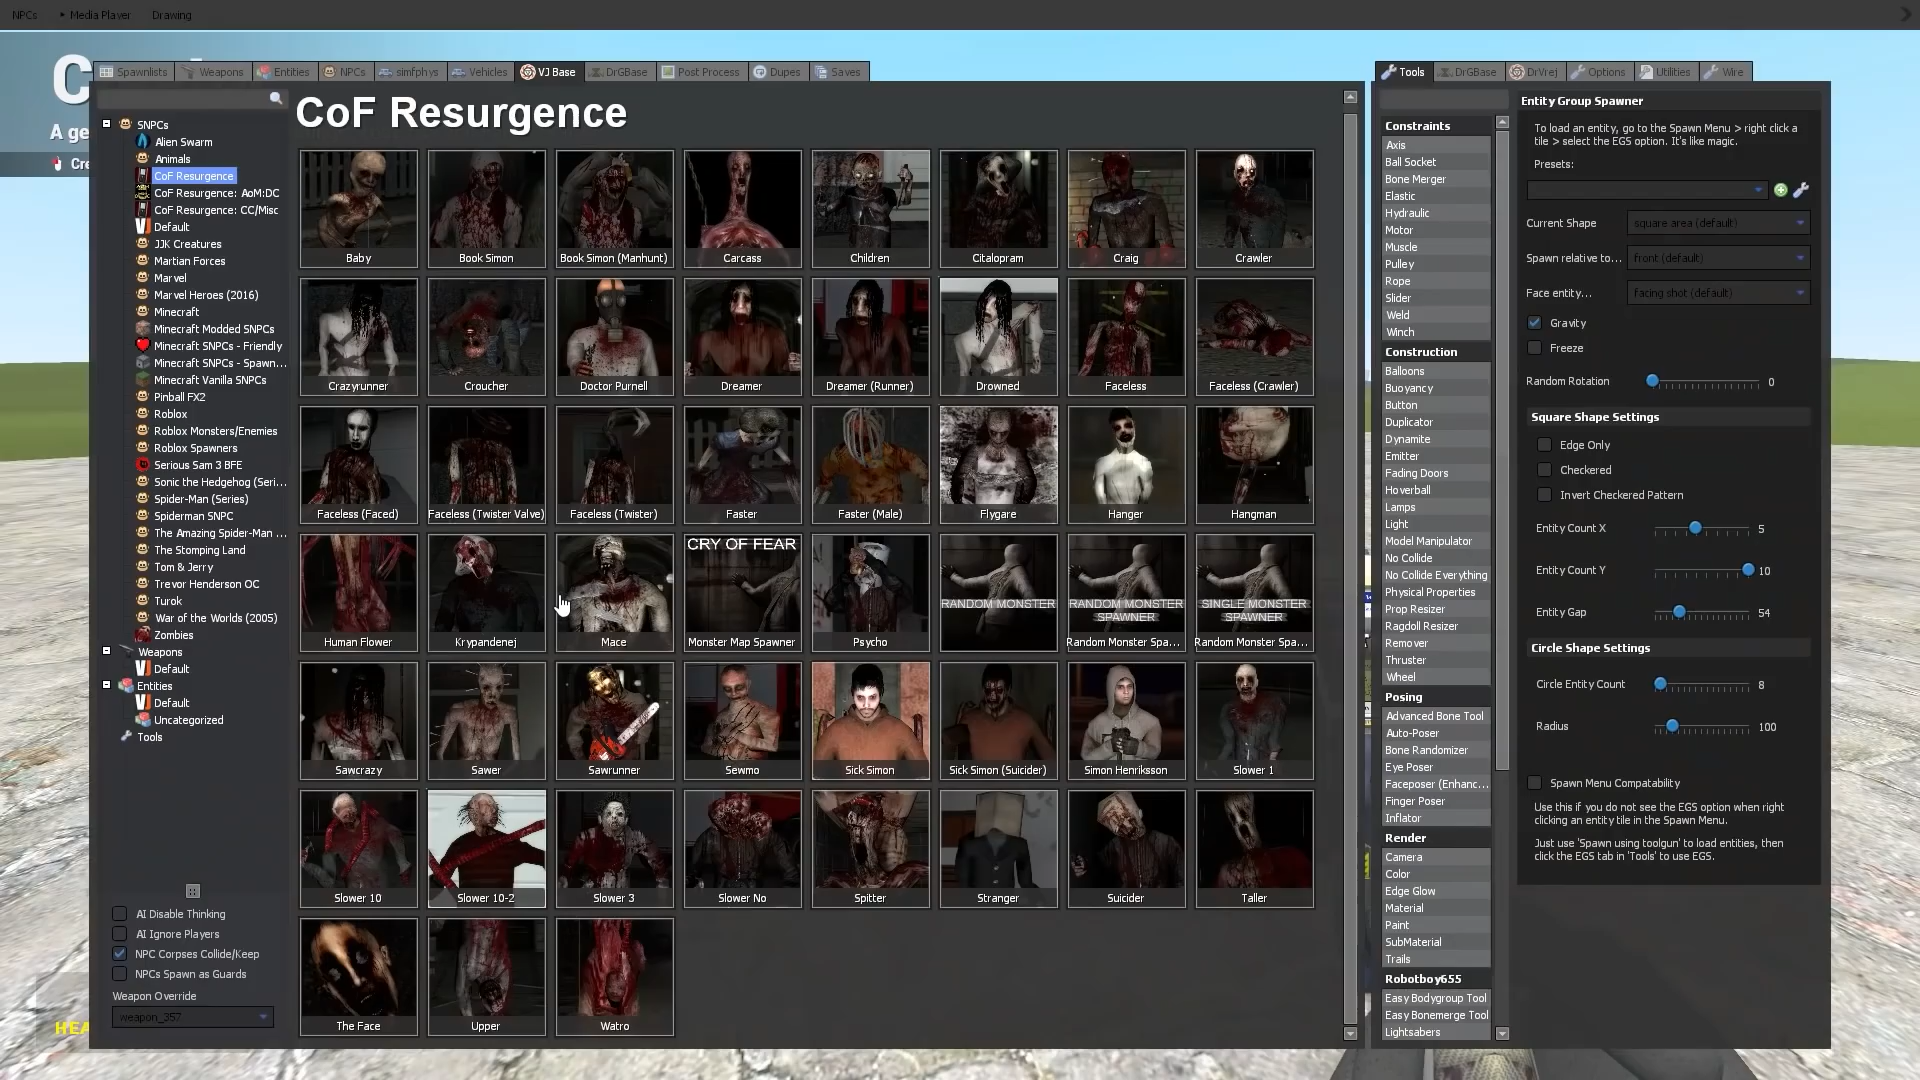 NPCs • Media Player Drawing
C
A ge
Cre
HEA
Spawnlists Weapons Entities NPCs simfphys Vehicles VJ Base DrGBase Post Process Dupes Saves
SNPCs
Alien Swarm
Animals
CoF Resurgence
CoF Resurgence: AoM:DC
CoF Resurgence: CC/Misc
Default
JJK Creatures
Martian Forces
Marvel
Marvel Heroes (2016)
Minecraft
Minecraft Modded SNPCs
Minecraft SNPCs - Friendly
Minecraft SNPCs - Spawn...
Minecraft Vanilla SNPCs
Pinball FX2
Roblox
Roblox Monsters/Enemies
Roblox Spawners
Serious Sam 3 BFE
Sonic the Hedgehog (Seri...
Spider-Man (Series)
Spiderman SNPC
The Amazing Spider-Man ...
The Stomping Land
Tom & Jerry
Trevor Henderson OC
Turok
War of the Worlds (2005)
Zombies
Weapons
Default
Entities
Default
Uncategorized
Tools
AI Disable Thinking
AI Ignore Players
NPC Corpses Collide/Keep
NPCs Spawn as Guards
Weapon Override
weapon_357
CoF Resurgence
Baby Book Simon Book Simon (Manhunt) Carcass Children Citalopram Craig Crawler
Crazyrunner Croucher Doctor Purnell Dreamer Dreamer (Runner) Drowned Faceless Faceless (Crawler)
Faceless (Faced) Faceless (Twister Valve) Faceless (Twister) Faster Faster (Male) Flygare Hanger Hangman
CRY OF FEAR
RANDOM MONSTER RANDOM MONSTER SPAWNER SINGLE MONSTER SPAWNER
Human Flower Krypandenej Mace Monster Map Spawner Psycho Random Monster Spa... Random Monster Spa...
Sawcrazy Sawer Sawrunner Sewmo Sick Simon Sick Simon (Suicider) Simon Henriksson Slower 1
Slower 10 Slower 10-2 Slower 3 Slower No Spitter Stranger Suicider Taller
The Face Upper Watro
Tools DrGBase DrVrej Options Utilities Wire
Constraints
Axis
Ball Socket
Bone Merger
Elastic
Hydraulic
Motor
Muscle
Pulley
Rope
Slider
Weld
Winch
Construction
Balloons
Buoyancy
Button
Duplicator
Dynamite
Emitter
Fading Doors
Hoverball
Lamps
Light
Model Manipulator
No Collide
No Collide Everything
Physical Properties
Prop Resizer
Ragdoll Resizer
Remover
Thruster
Wheel
Posing
Advanced Bone Tool
Auto-Poser
Bone Randomizer
Eye Poser
Faceposer (Enhanc...
Finger Poser
Inflator
Render
Camera
Color
Edge Glow
Material
Paint
SubMaterial
Trails
Robotboy655
Easy Bodygroup Tool
Easy Bonemerge Tool
Lightsabers
Entity Group Spawner
To load an entity, go to the Spawn Menu > right click a
tile > select the EGS option. It's like magic.
Presets:
Current Shape square area (default)
Spawn relative to... front (default)
Face entity... facing shot (default)
Gravity
Freeze
Random Rotation 0
Square Shape Settings
Edge Only
Checkered
Invert Checkered Pattern
Entity Count X 5
Entity Count Y 10
Entity Gap 54
Circle Shape Settings
Circle Entity Count 8
Radius 100
Spawn Menu Compatability
Use this if you do not see the EGS option when right
clicking an entity tile in the Spawn Menu.
Just use 'Spawn using toolgun' to load entities, then
click the EGS tab in 'Tools' to use EGS.